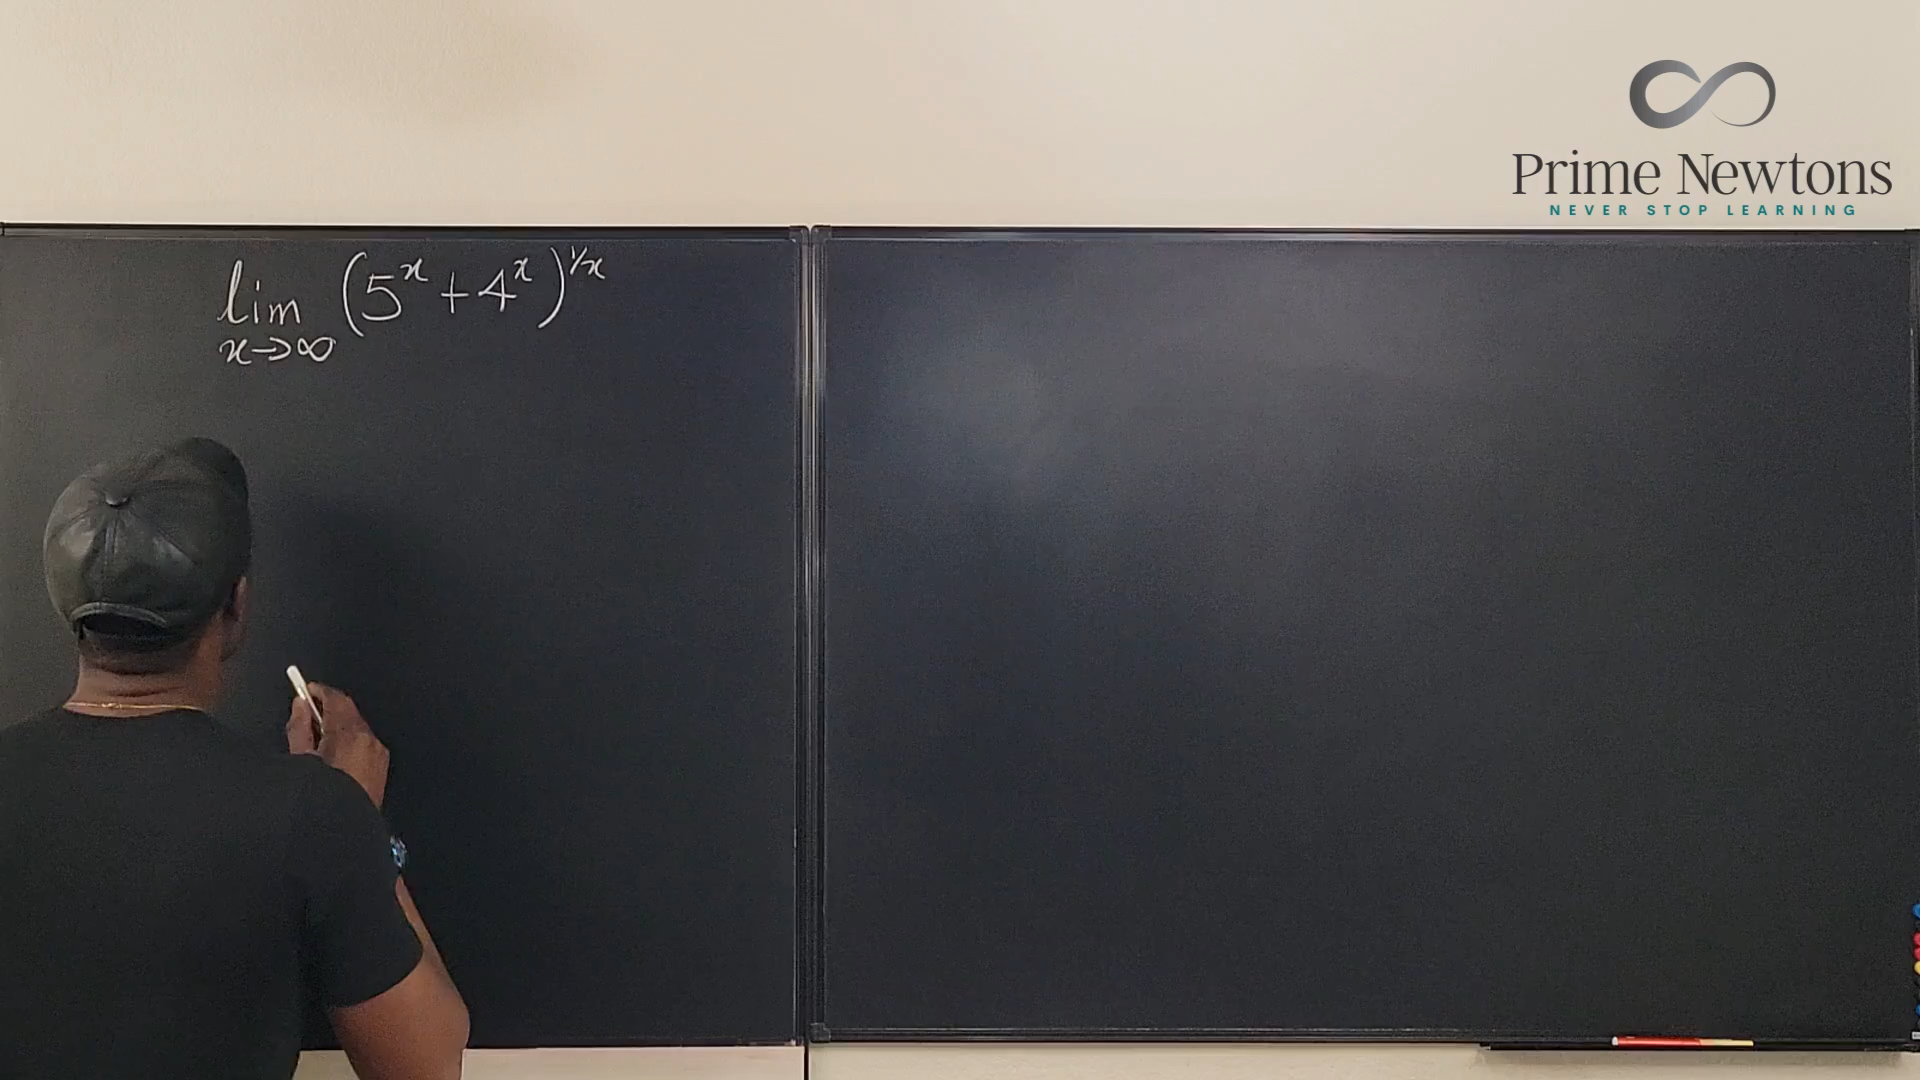 Prime Newtons
NEVER STOP LEARNING
lim (5^x + 4^x)^1/x
x→∞